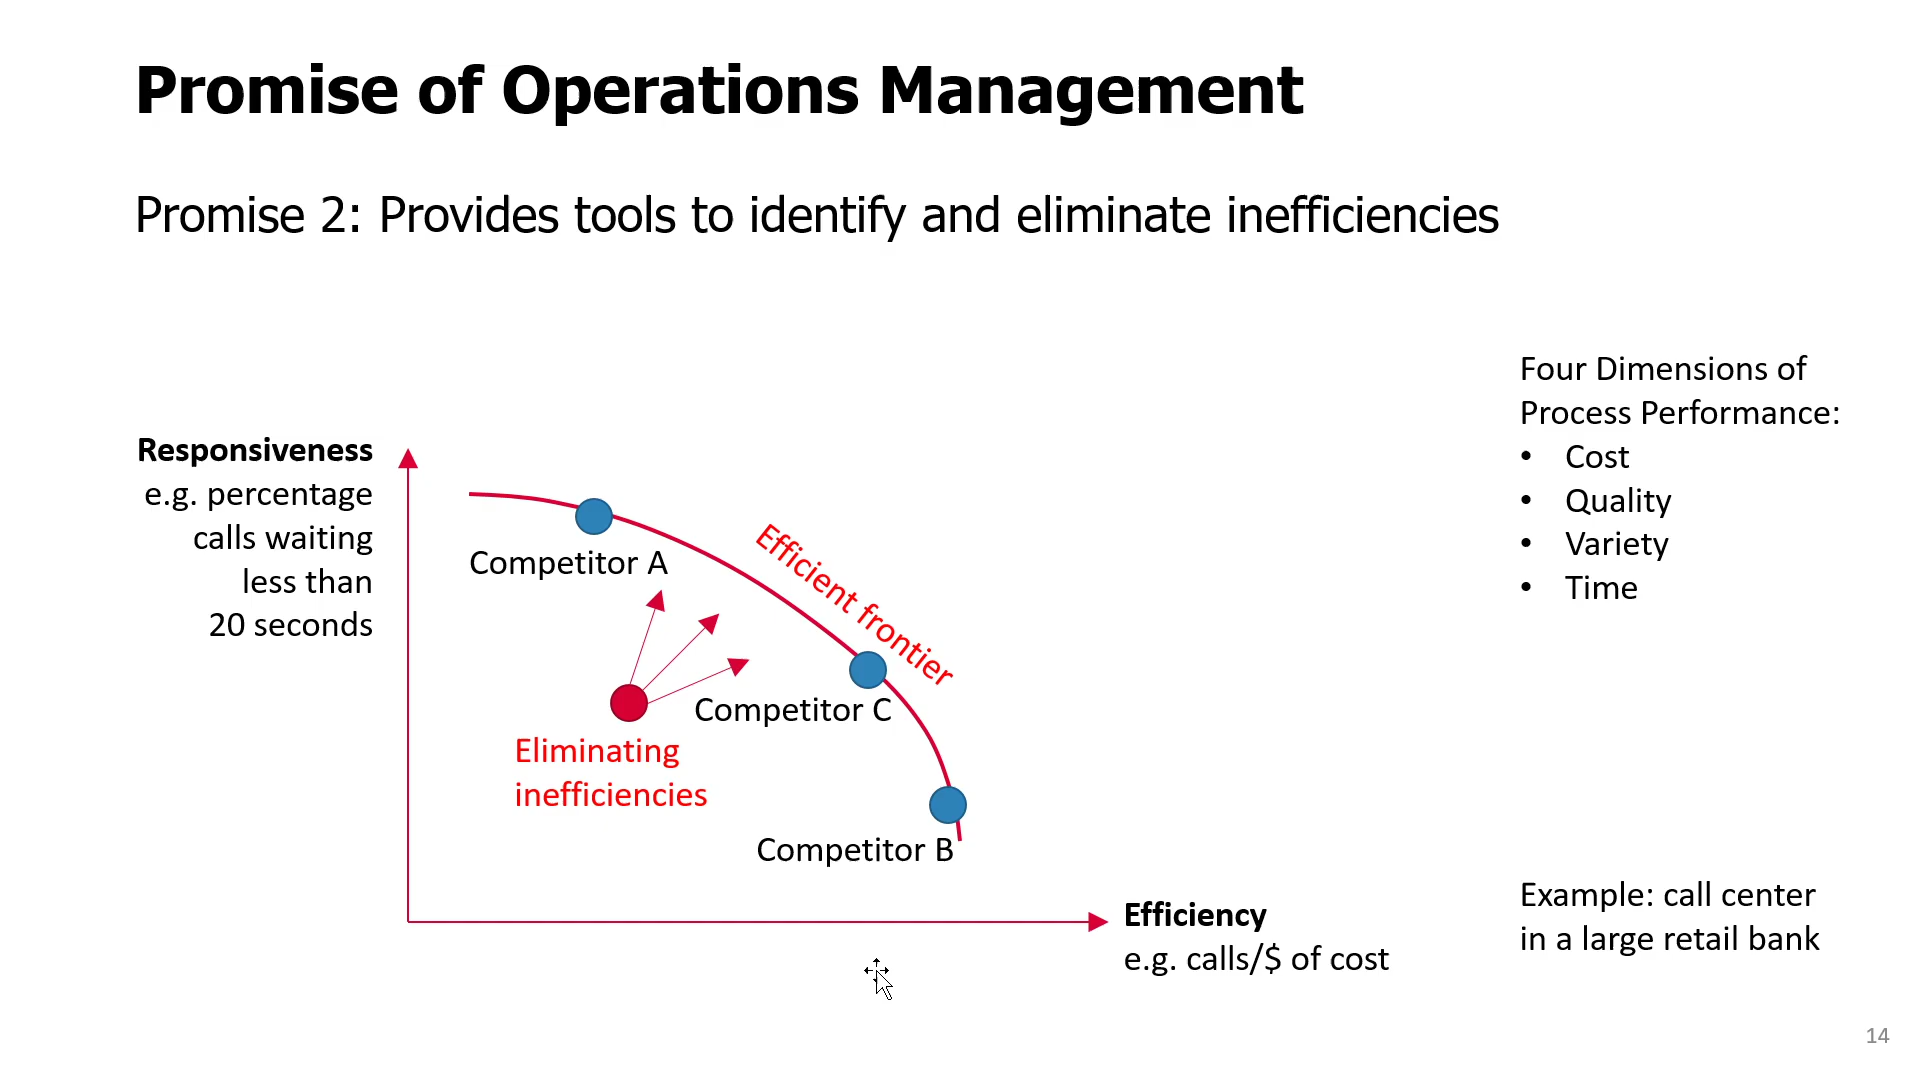 Promise of Operations Management
Promise 2: Provides tools to identify and eliminate inefficiencies
Responsiveness
e.g. percentage
calls waiting
less than
20 seconds
Competitor A
Efficient frontier
Competitor C
Eliminating
inefficiencies
Competitor B
Efficiency
e.g. calls/$ of cost
Four Dimensions of
Process Performance:
• Cost
• Quality
• Variety
• Time
Example: call center
in a large retail bank
14